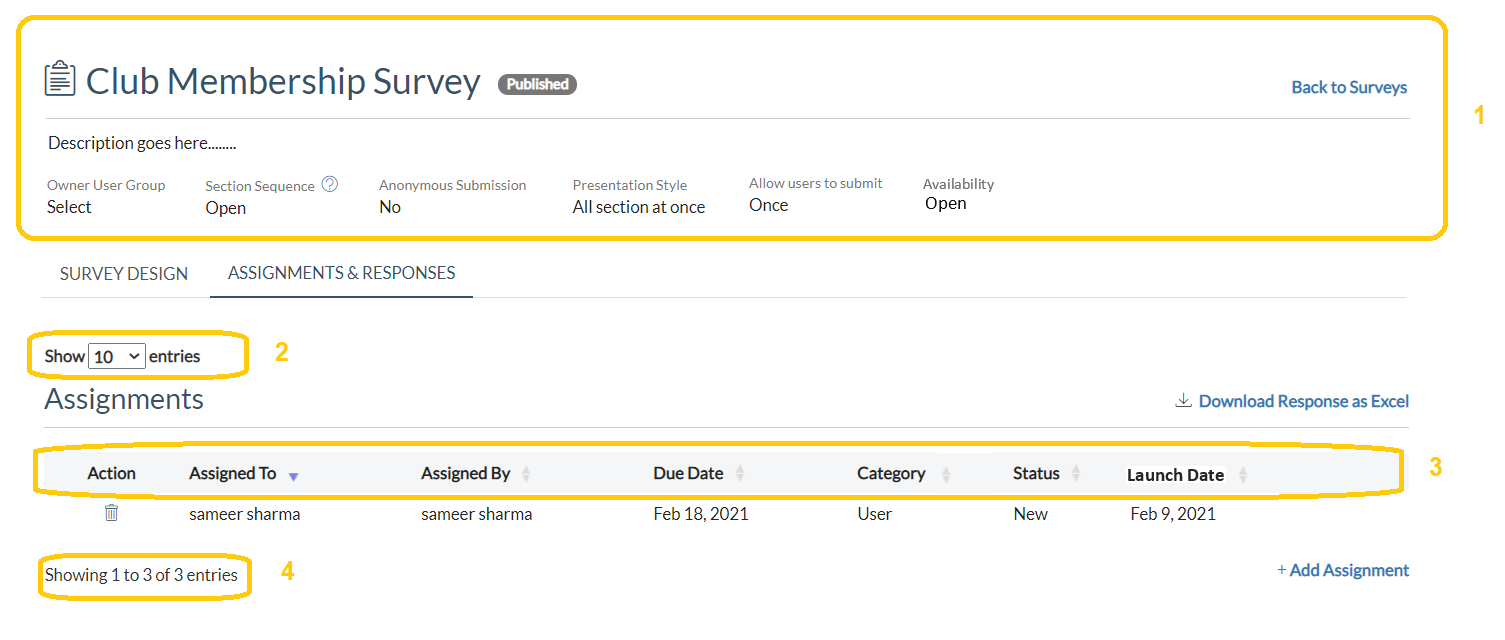 Club Membership Survey Published
Back to Surveys
1
Description goes here........
Owner User Group Section Sequence ? Anonymous Submission Presentation Style Allow users to submit Availability
Select Open No All section at once Once Open
SURVEY DESIGN ASSIGNMENTS & RESPONSES
Show 10 entries 2
Assignments Download Response as Excel
Action Assigned To Assigned By Due Date Category Status Launch Date 3
sameer sharma sameer sharma Feb 18, 2021 User New Feb 9, 2021
Showing 1 to 3 of 3 entries 4 + Add Assignment